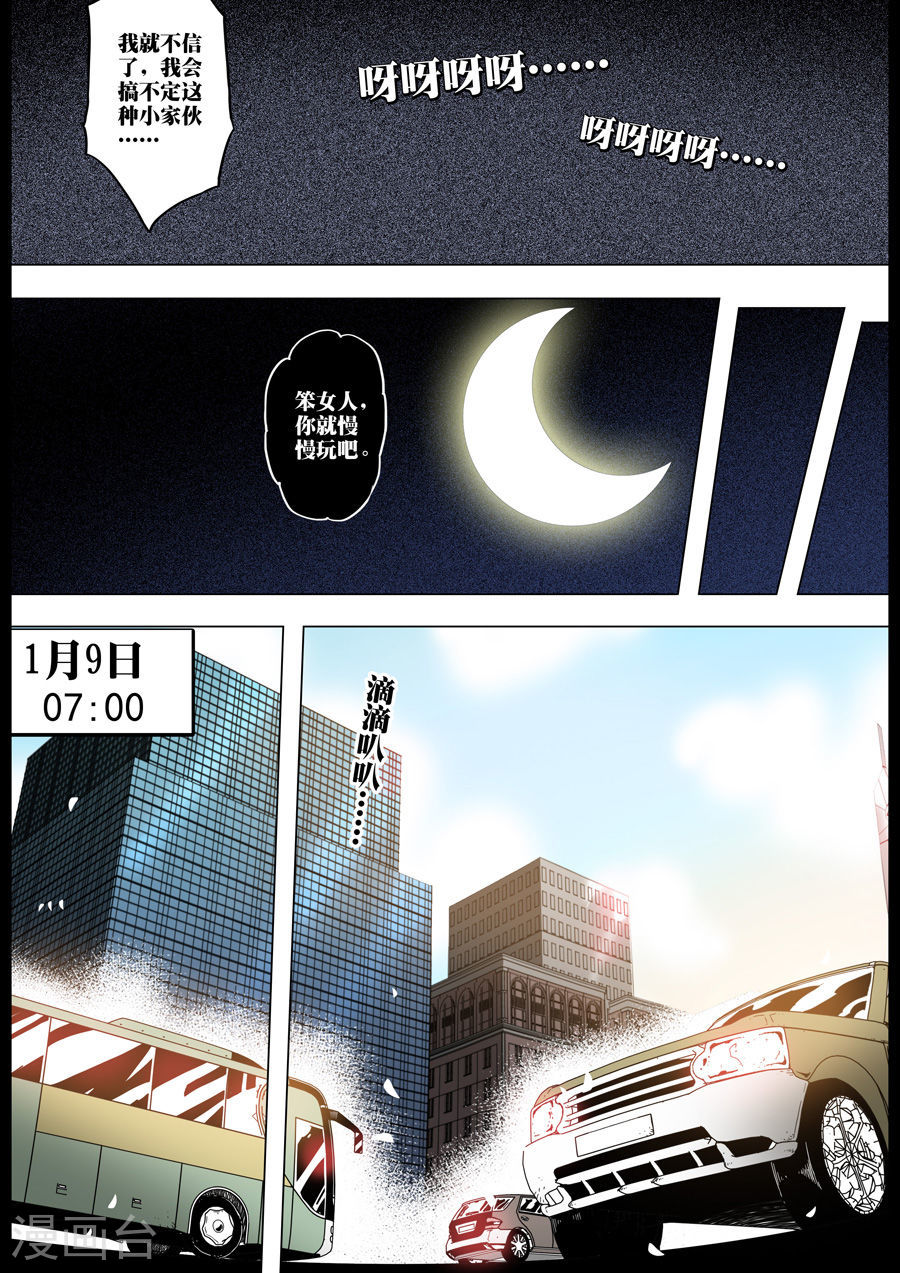 我就不信
了，我会
搞不定这
种小家伙
……
呀呀呀呀……
呀呀呀呀……
笨女人，
你就慢
慢玩吧。
1月9日
07:00
滴滴叭叭……
漫画台